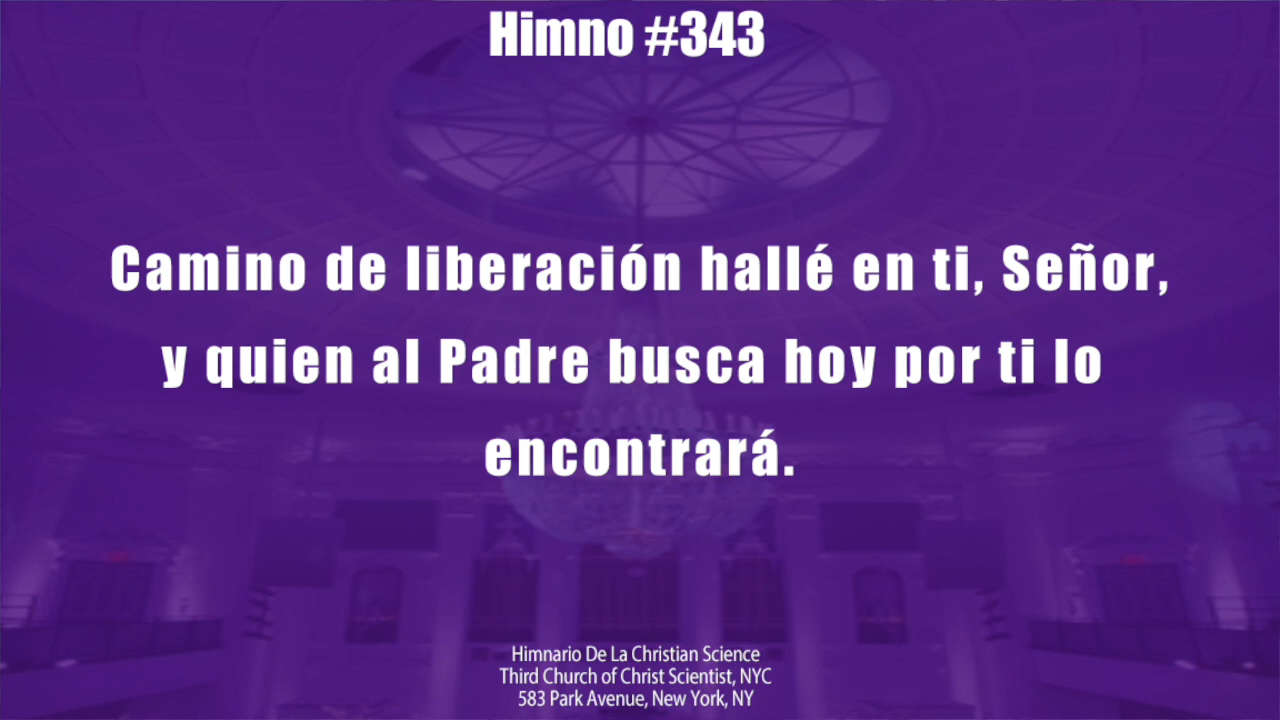 Himno #343
Camino de liberación hallé en ti, Señor,
y quien al Padre busca hoy por ti lo
encontrará.
Himnario De La Christian Science
Third Church of Christ Scientist, NYC
583 Park Avenue, New York, NY